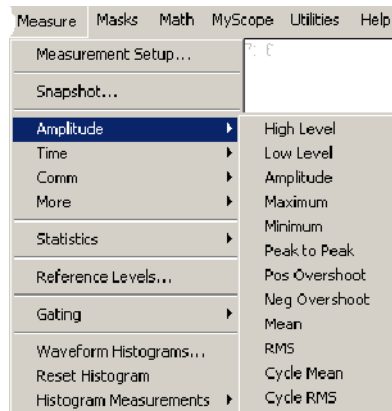 Measure Masks Math MyScope Utilities Help
Measurement Setup...
Snapshot...
Amplitude
Time
Comm
More
Statistics
Reference Levels...
Gating
Waveform Histograms...
Reset Histogram
Histogram Measurements
High Level
Low Level
Amplitude
Maximum
Minimum
Peak to Peak
Pos Overshoot
Neg Overshoot
Mean
RMS
Cycle Mean
Cycle RMS